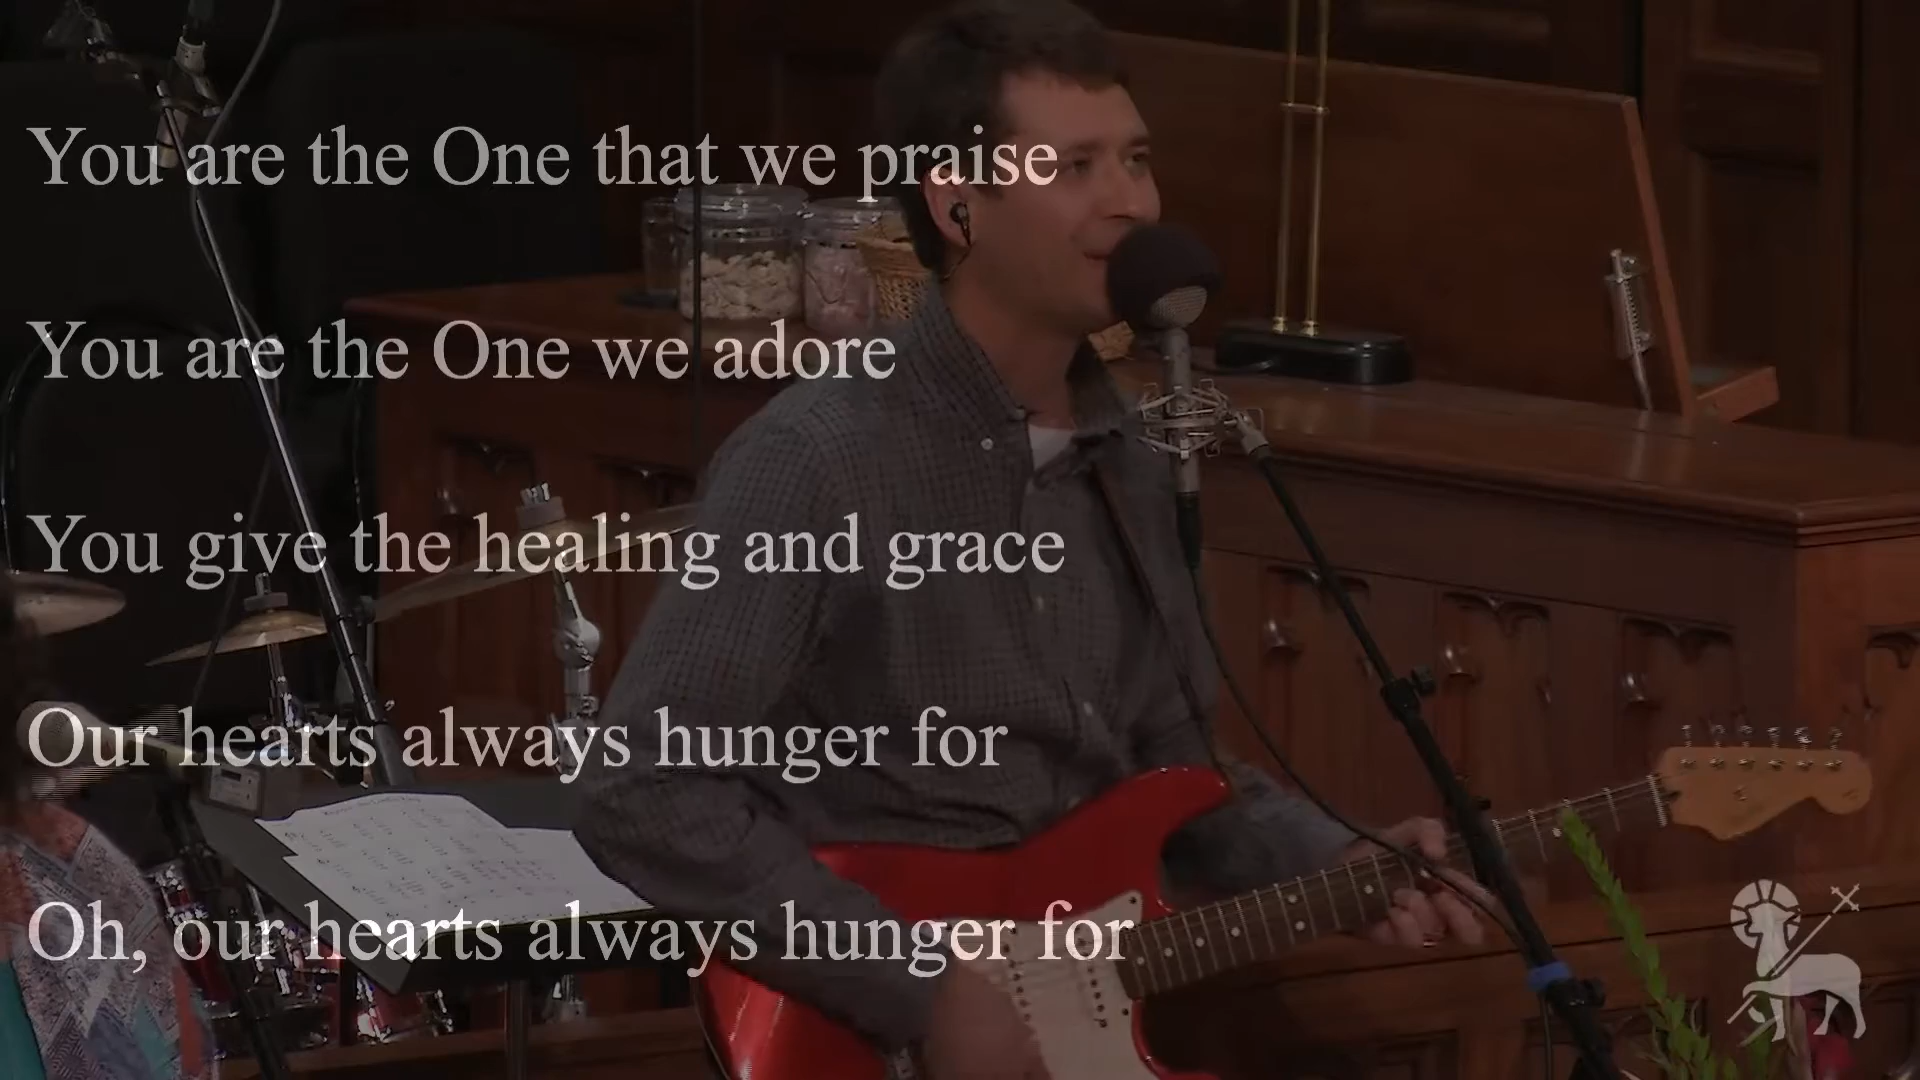 You are the One that we praise
You are the One we adore
You give the healing and grace
Our hearts always hunger for
Oh, our hearts always hunger for